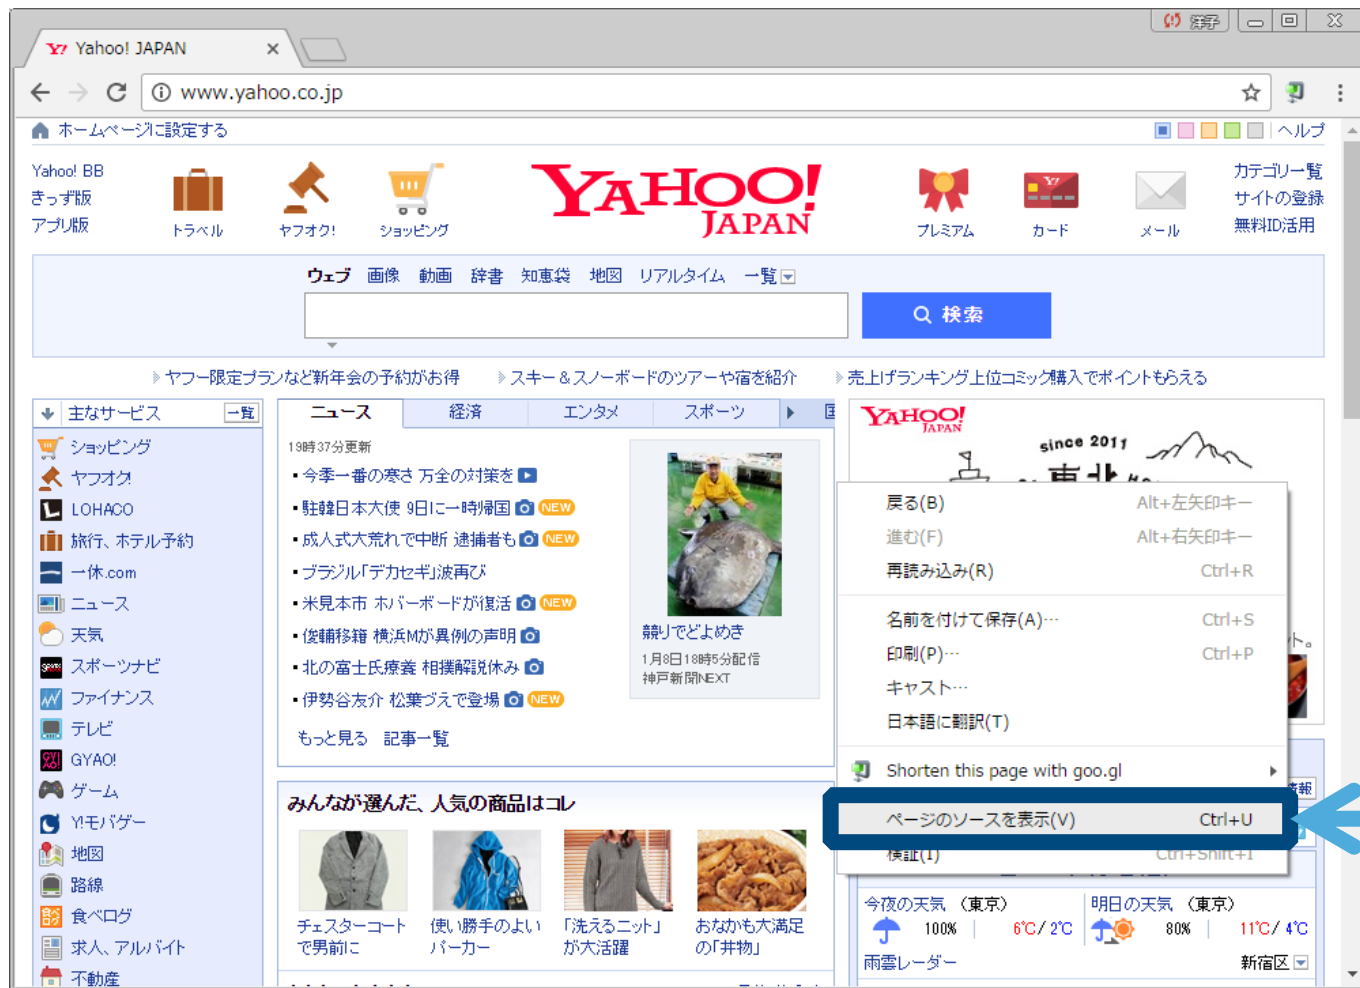 洋子
Yahoo! JAPAN
www.yahoo.co.jp
ホームページに設定する
ヘルプ
Yahoo! BB
きっず版
アプリ版
トラベル
ヤフオク!
ショッピング
YAHOO!
JAPAN
プレミアム
カード
メール
カテゴリ一覧
サイトの登録
無料ID活用
ウェブ 画像 動画 辞書 知恵袋 地図 リアルタイム 一覧
検索
ヤフー限定プランなど新年会の予約がお得
スキー&スノーボードのツアーや宿を紹介
売上げランキング上位コミック購入でポイントもらえる
主なサービス 一覧
ショッピング
ヤフオク!
LOHACO
旅行、ホテル予約
一休.com
ニュース
天気
スポーツナビ
ファイナンス
テレビ
GYAO!
ゲーム
Y!モバゲー
地図
路線
食べログ
求人、アルバイト
不動産
ニュース 経済 エンタメ スポーツ
19時37分更新
今季一番の寒さ 万全の対策を
駐韓日本大使 9日に一時帰国 NEW
成人式大荒れで中断 逮捕者も NEW
ブラジル「デカセギ」波再び
米見本市 ホバーボードが復活 NEW
俊輔移籍 横浜Mが異例の声明
北の富士氏療養 相撲解説休み
伊勢谷友介 松葉づえで登場 NEW
もっと見る 記事一覧
競りでどよめき
1月8日18時5分配信
神戸新聞NEXT
みんなが選んだ、人気の商品はコレ
チェスターコート
で男前に
使い勝手のよい
パーカー
「洗えるニット」
が大活躍
おなかも大満足
の「丼物」
YAHOO!
JAPAN
since 2011
東北
戻る(B) Alt+左矢印キー
進む(F) Alt+右矢印キー
再読み込み(R) Ctrl+R
名前を付けて保存(A)… Ctrl+S
印刷(P)… Ctrl+P
キャスト…
日本語に翻訳(T)
Shorten this page with goo.gl
ページのソースを表示(V) Ctrl+U
検証(I) Ctrl+Shift+I
今夜の天気 (東京)
100% 6℃/ 2℃
明日の天気 (東京)
80% 11℃/ 4℃
雨雲レーダー
新宿区